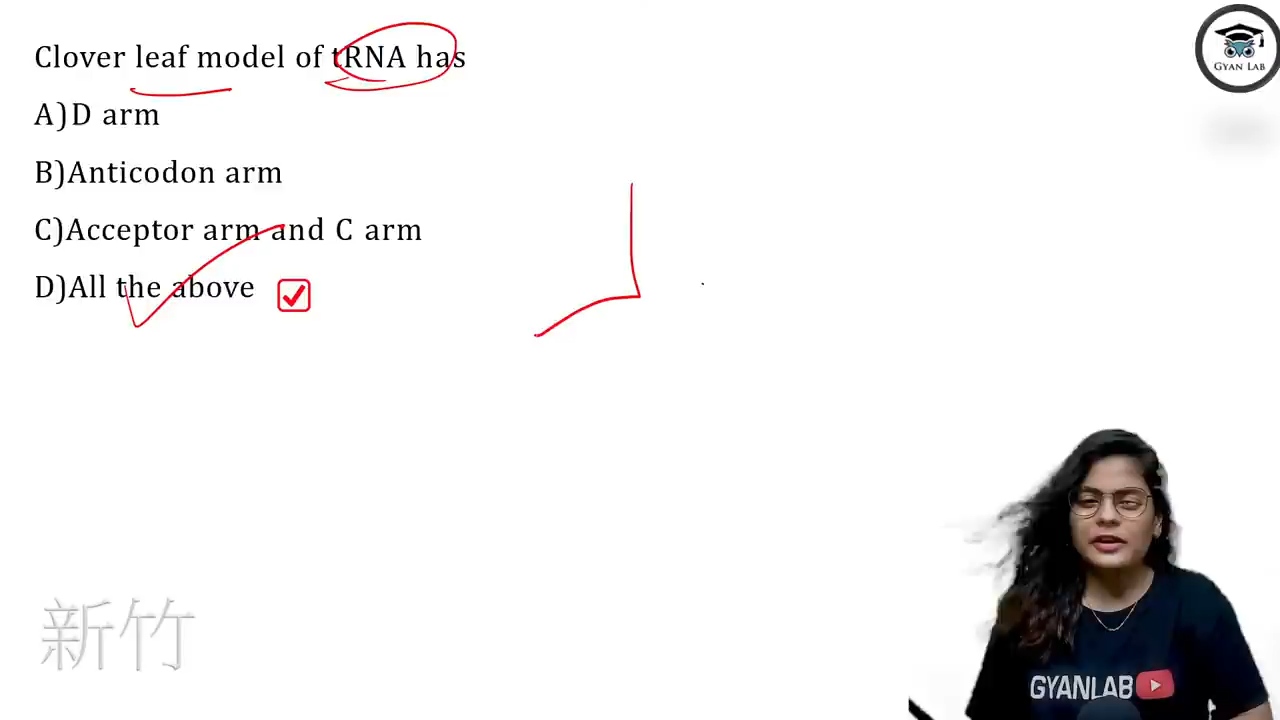 Clover leaf model of tRNA has
GYAN LAB
A)D arm
B)Anticodon arm
C)Acceptor arm and C arm
D)All the above
新竹
GYANLAB